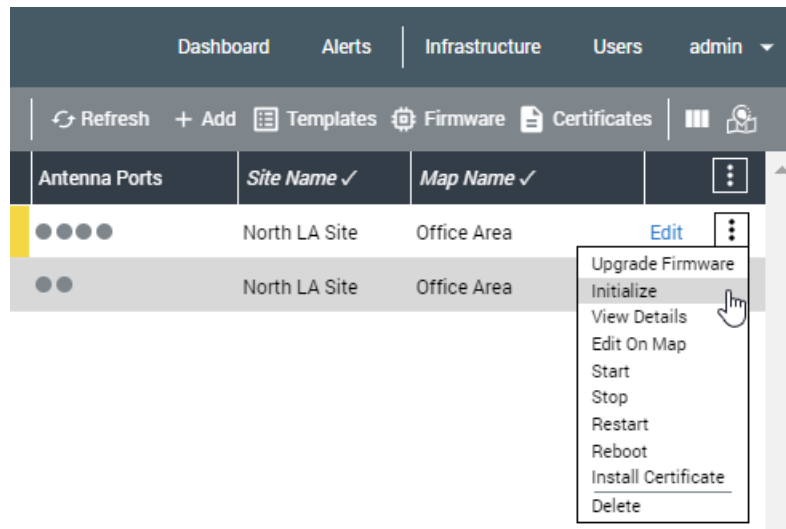 Dashboard Alerts Infrastructure Users admin
Refresh + Add Templates Firmware Certificates
Antenna Ports Site Name ✓ Map Name ✓
North LA Site Office Area Edit
North LA Site Office Area
Upgrade Firmware
Initialize
View Details
Edit On Map
Start
Stop
Restart
Reboot
Install Certificate
Delete